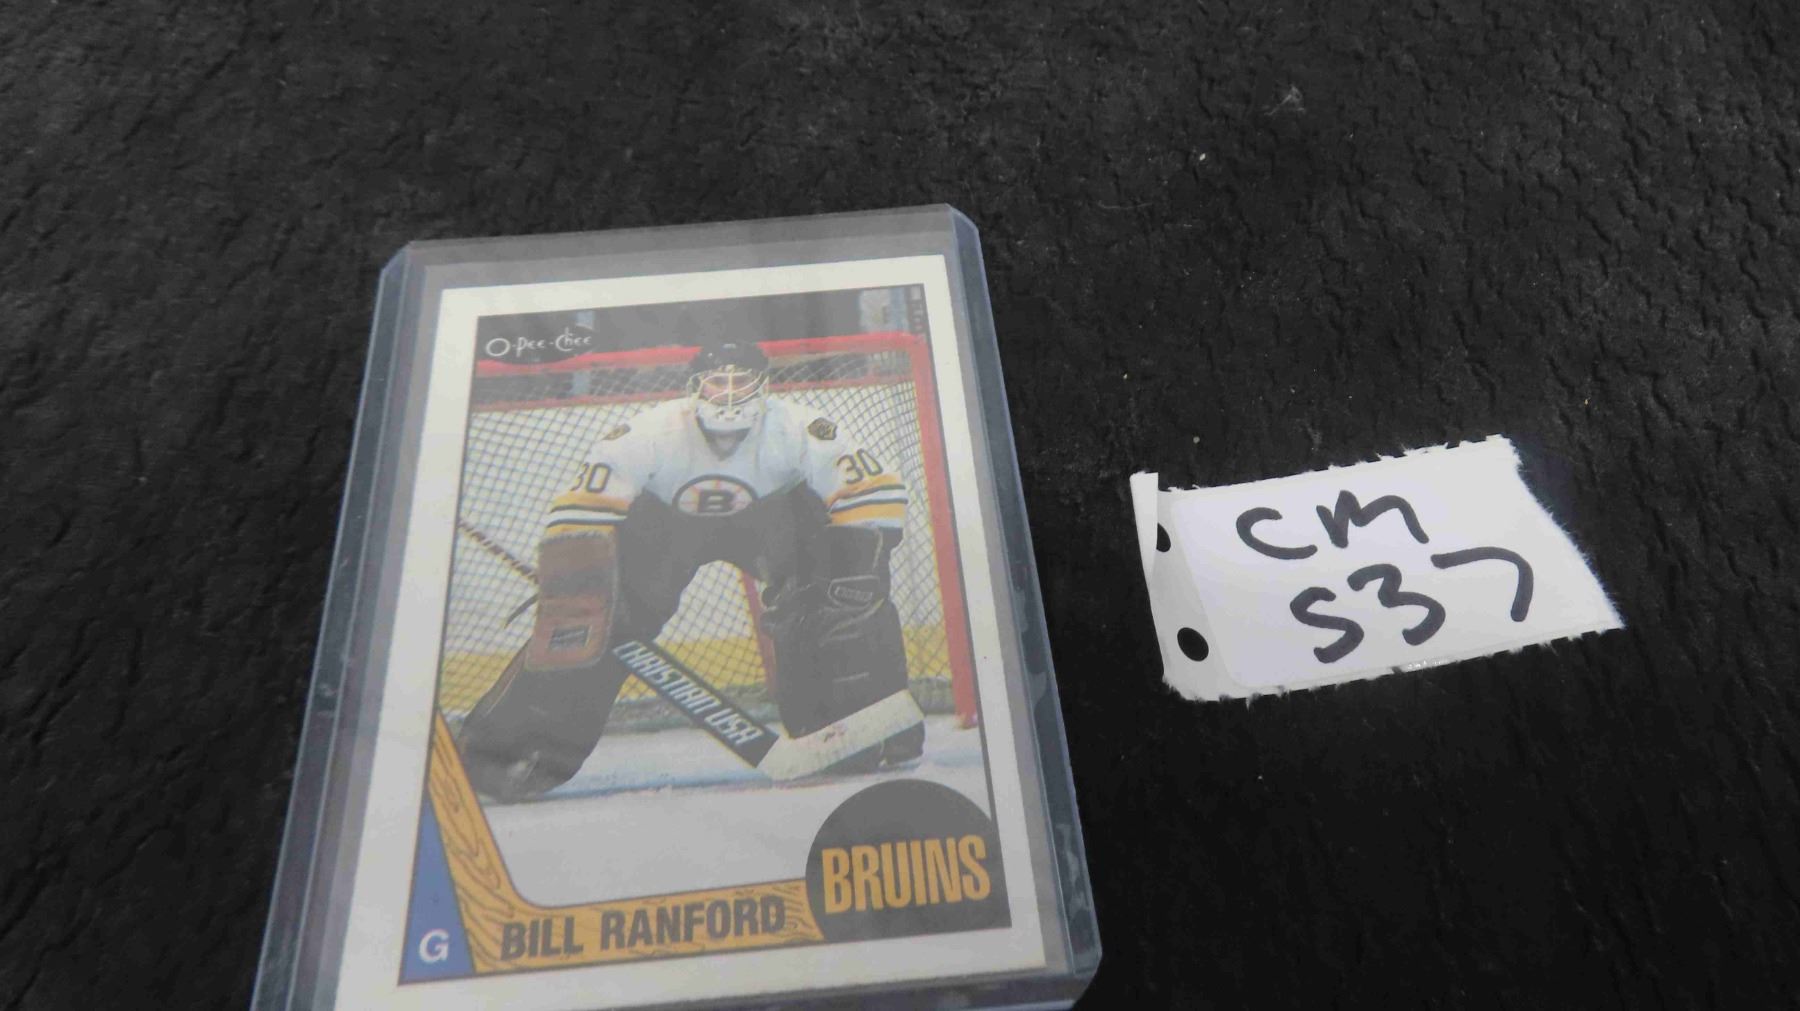 O-Pee-Chee
30
30
B
CHRISTIAN USA
BRUINS
BILL RANFORD
G
CM
537